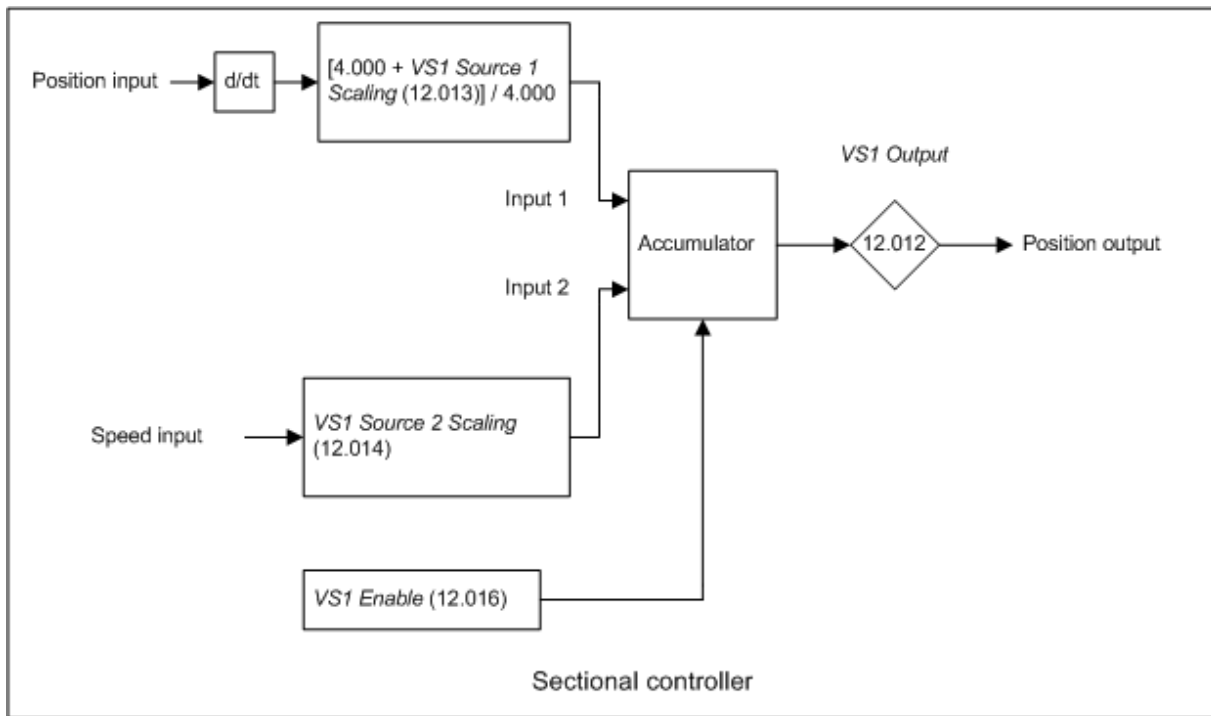 Position input
d/dt
[4.000 + VS1 Source 1
Scaling (12.013)] / 4.000
VS1 Output
Input 1
Accumulator
12.012
Position output
Input 2
Speed input
VS1 Source 2 Scaling
(12.014)
VS1 Enable (12.016)
Sectional controller